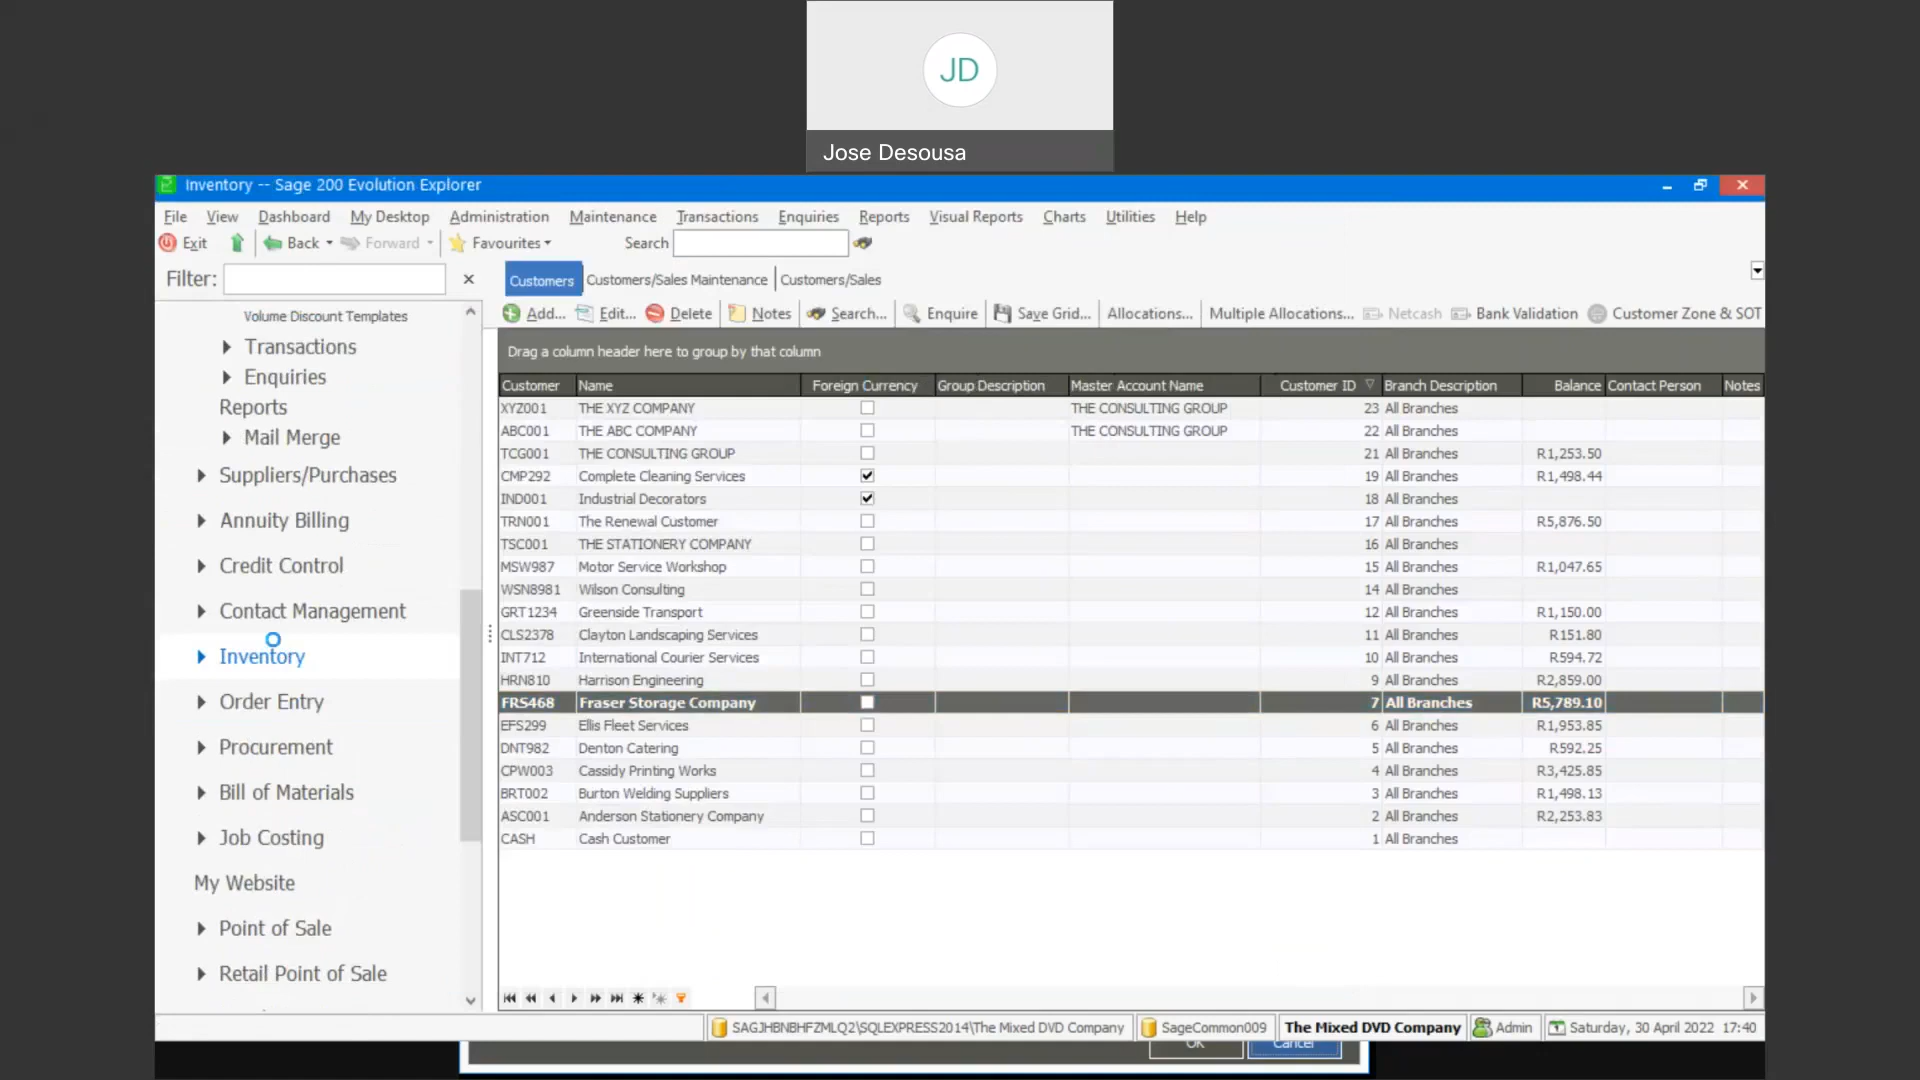 JD
Jose Desousa
Inventory -- Sage 200 Evolution Explorer
File View Dashboard My Desktop Administration Maintenance Transactions Enquiries Reports Visual Reports Charts Utilities Help
Exit Back Forward Favourites Search
Filter: Customers Customers/Sales Maintenance Customers/Sales
Add... Edit... Delete Notes Search... Enquire Save Grid... Allocations... Multiple Allocations... Netcash Bank Validation Customer Zone & SOT
Drag a column header here to group by that column
Volume Discount Templates
Transactions
Enquiries
Reports
Mail Merge
Suppliers/Purchases
Annuity Billing
Credit Control
Contact Management
Inventory
Order Entry
Procurement
Bill of Materials
Job Costing
My Website
Point of Sale
Retail Point of Sale
Customer Name Foreign Currency Group Description Master Account Name Customer ID Branch Description Balance Contact Person Notes
XYZ001 THE XYZ COMPANY THE CONSULTING GROUP 23 All Branches
ABC001 THE ABC COMPANY THE CONSULTING GROUP 22 All Branches
TCG001 THE CONSULTING GROUP 21 All Branches R1,253.50
CMP292 Complete Cleaning Services 19 All Branches R1,498.44
IND001 Industrial Decorators 18 All Branches
TRN001 The Renewal Customer 17 All Branches R5,876.50
TSC001 THE STATIONERY COMPANY 16 All Branches
MSW987 Motor Service Workshop 15 All Branches R1,047.65
WSN8981 Wilson Consulting 14 All Branches
GRT1234 Greenside Transport 12 All Branches R1,150.00
CLS2378 Clayton Landscaping Services 11 All Branches R151.80
INT712 International Courier Services 10 All Branches R594.72
HRN810 Harrison Engineering 9 All Branches R2,859.00
FRS468 Fraser Storage Company 7 All Branches R5,789.10
EFS299 Ellis Fleet Services 6 All Branches R1,953.85
DNT982 Denton Catering 5 All Branches R592.25
CPW003 Cassidy Printing Works 4 All Branches R3,425.85
BRT002 Burton Welding Suppliers 3 All Branches R1,498.13
ASC001 Anderson Stationery Company 2 All Branches R2,253.83
CASH Cash Customer 1 All Branches
SAGJHBNBHFZMLQ2\SQLEXPRESS2014\The Mixed DVD Company SageCommon009 The Mixed DVD Company Admin Saturday, 30 April 2022 17:40
OK Cancel